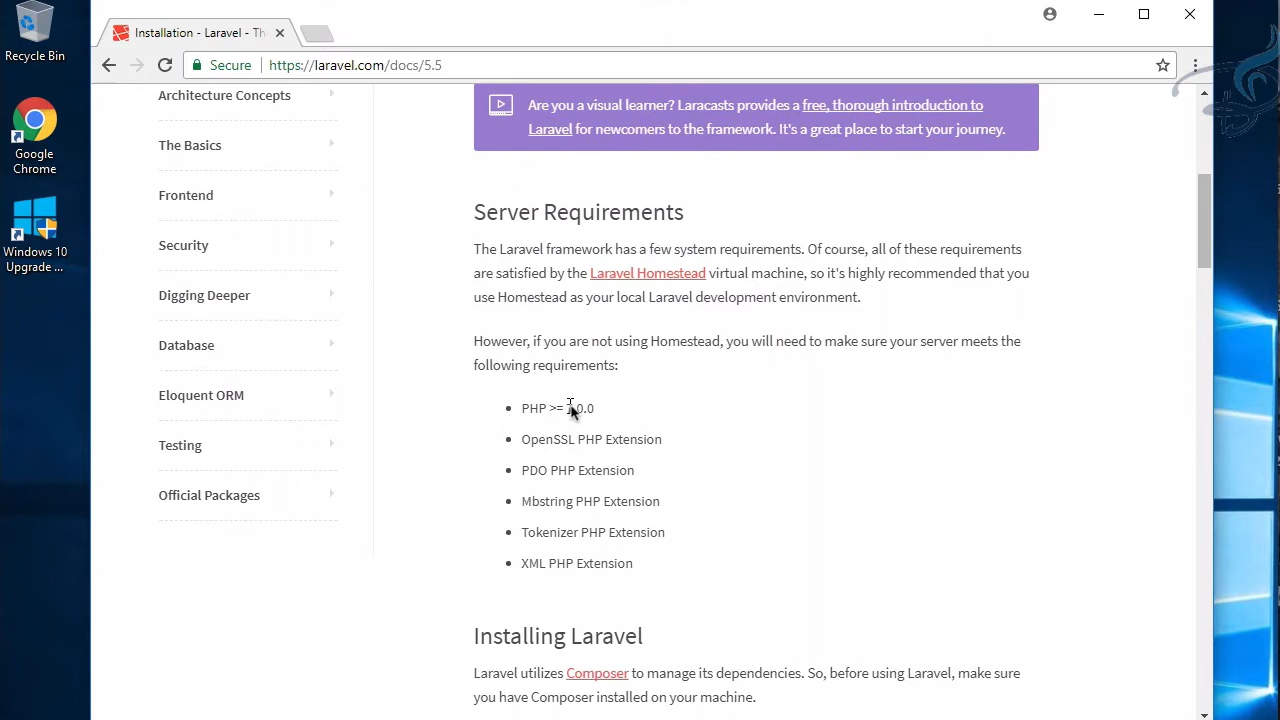 Recycle Bin
Google
Chrome
Windows 10
Upgrade ...
Installation - Laravel - Th
Secure
https://laravel.com/docs/5.5
Architecture Concepts
The Basics
Frontend
Security
Digging Deeper
Database
Eloquent ORM
Testing
Official Packages
Are you a visual learner? Laracasts provides a free, thorough introduction to
Laravel for newcomers to the framework. It's a great place to start your journey.
Server Requirements
The Laravel framework has a few system requirements. Of course, all of these requirements
are satisfied by the Laravel Homestead virtual machine, so it's highly recommended that you
use Homestead as your local Laravel development environment.
However, if you are not using Homestead, you will need to make sure your server meets the
following requirements:
PHP >= .0.0
OpenSSL PHP Extension
PDO PHP Extension
Mbstring PHP Extension
Tokenizer PHP Extension
XML PHP Extension
Installing Laravel
Laravel utilizes Composer to manage its dependencies. So, before using Laravel, make sure
you have Composer installed on your machine.